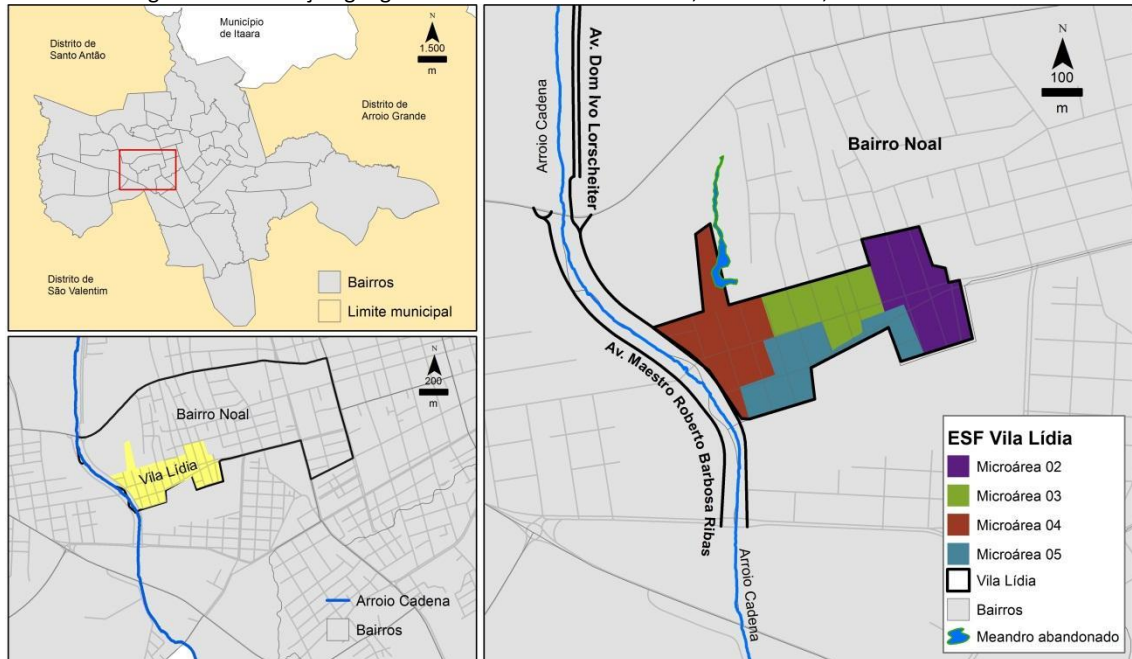 Município
de Itaara
Distrito de
Santo Antão
N
1.500
m
Distrito de
Arroio Grande
Distrito de
São Valentim
Bairros
Limite municipal
N
200
m
Bairro Noal
Vila Lídia
Arroio Cadena
Bairros
Arroio Cadena
Av. Dom Ivo Lorscheiter
N
100
m
Bairro Noal
Av. Maestro Roberto Barbosa Ribas
Arroio Cadena
ESF Vila Lídia
Microárea 02
Microárea 03
Microárea 04
Microárea 05
Vila Lídia
Bairros
Meandro abandonado